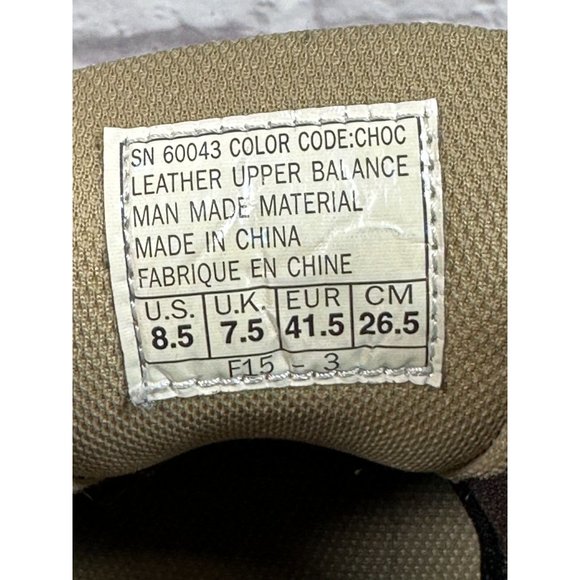 SN 60043 COLOR CODE:CHOC
LEATHER UPPER BALANCE
MAN MADE MATERIAL
MADE IN CHINA
FABRIQUE EN CHINE
U.S. U.K. EUR CM
8.5 7.5 41.5 26.5
F15 - 3